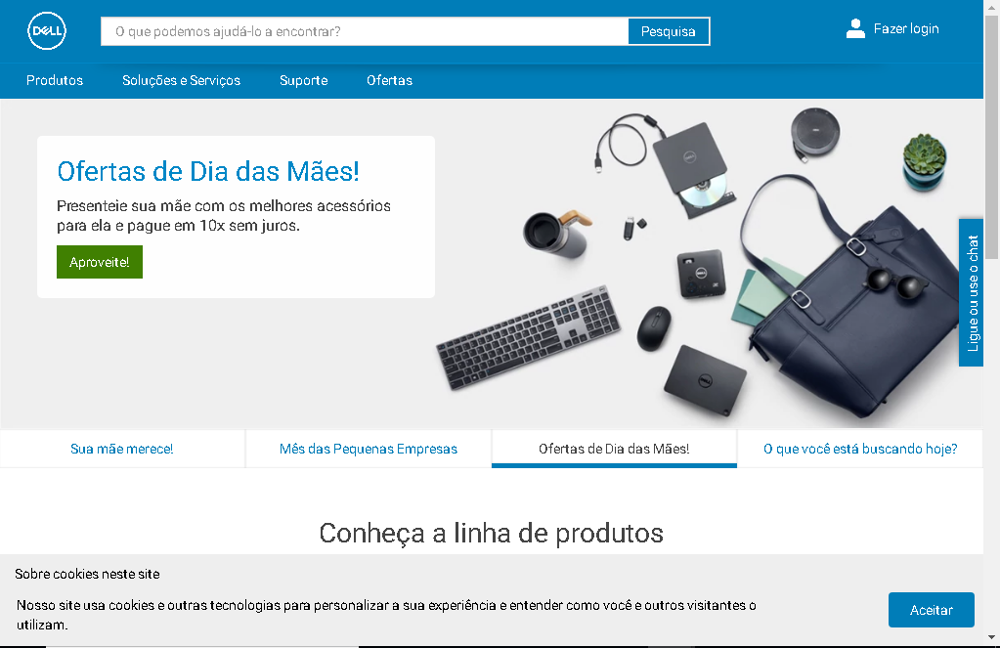 DELL
O que podemos ajudá-lo a encontrar?
Pesquisa
Fazer login
Produtos
Soluções e Serviços
Suporte
Ofertas
Ofertas de Dia das Mães!
Presenteie sua mãe com os melhores acessórios
para ela e pague em 10x sem juros.
Aproveite!
Ligue ou use o chat
Sua mãe merece!
Mês das Pequenas Empresas
Ofertas de Dia das Mães!
O que você está buscando hoje?
Conheça a linha de produtos
Sobre cookies neste site
Nosso site usa cookies e outras tecnologias para personalizar a sua experiência e entender como você e outros visitantes o
utilizam.
Aceitar